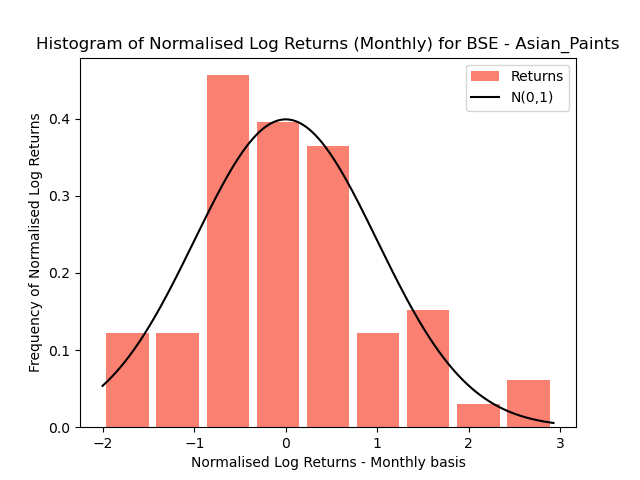 Histogram of Normalised Log Returns (Monthly) for BSE - Asian_Paints
Returns
N(0,1)
Frequency of Normalised Log Returns
0.4
0.3
0.2
0.1
0.0
−2
−1
0
1
2
3
Normalised Log Returns - Monthly basis